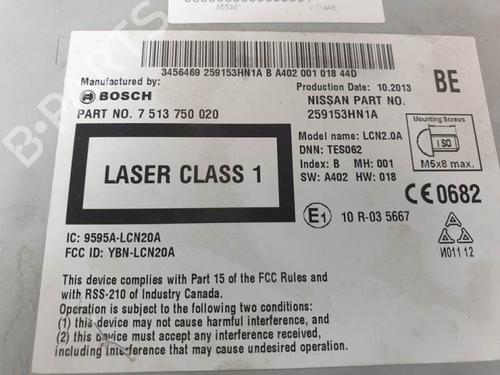 3456469 259153HN1A B A402 001 018 44D
Manufactured by:
BOSCH
PART NO. 7 513 750 020
Production Date: 10.2013
NISSAN PART NO.
259153HN1A
BE
Model name: LCN2.0A
DNN: TES062
Index: B MH: 001
SW: A402 HW: 018
Mounting Screws
ISO
M5x8 max.
LASER CLASS 1
CE 0682
E1 10 R-03 5667
И011 12
IC: 9595A-LCN20A
FCC ID: YBN-LCN20A
This device complies with Part 15 of the FCC Rules and
with RSS-210 of Industry Canada.
Operation is subject to the following two conditions:
(1) this device may not cause harmful interference, and
(2) this device must accept any interference received,
including interference that may cause undesired operation.
B-PARTS